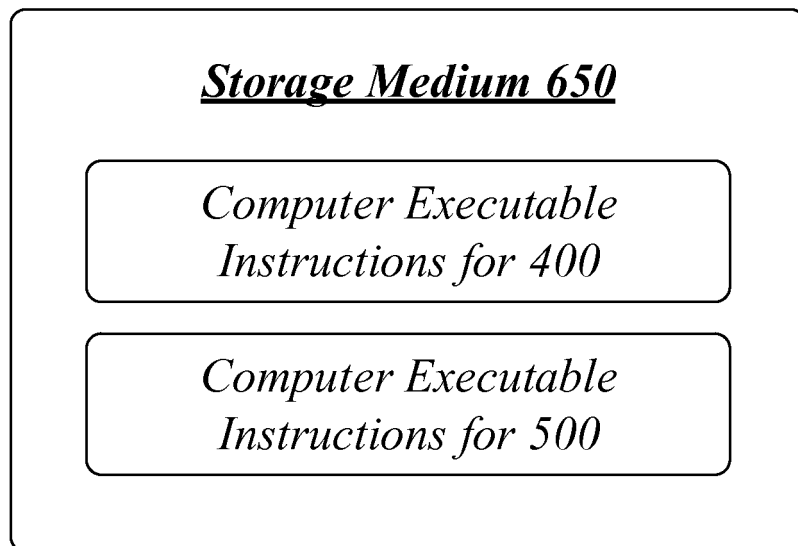 Storage Medium 650
Computer Executable
Instructions for 400
Computer Executable
Instructions for 500